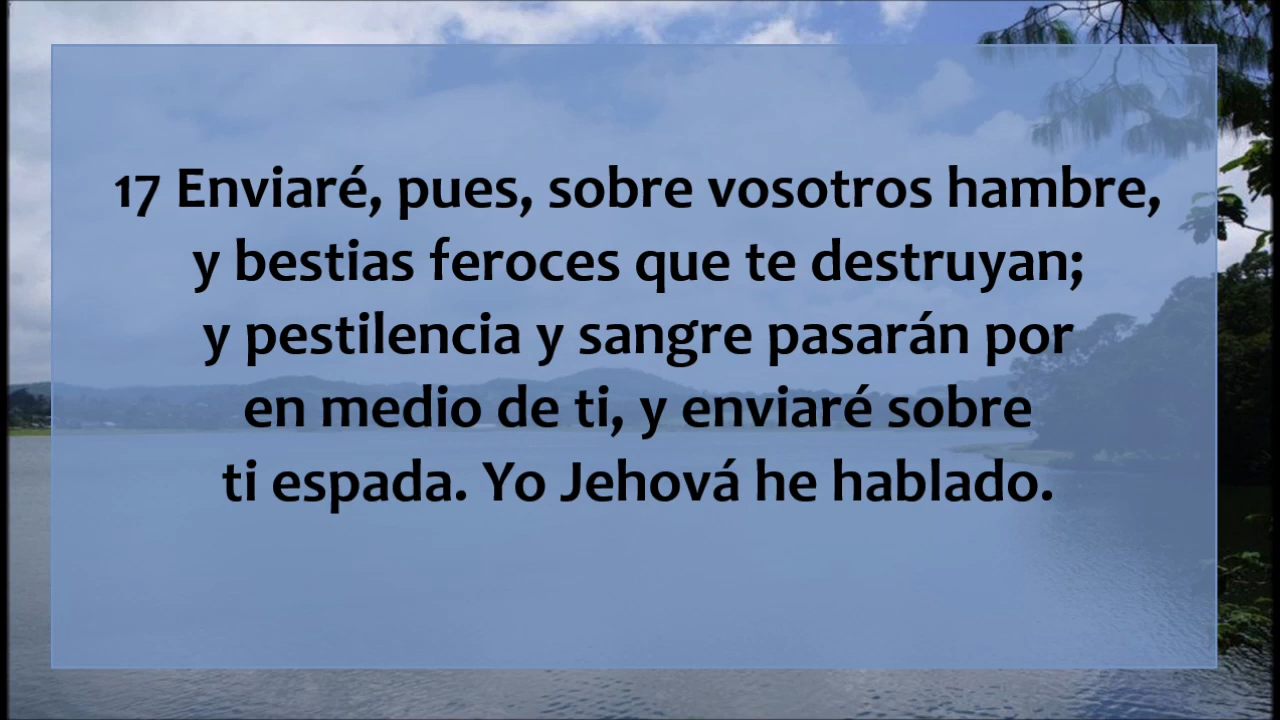 17 Enviaré, pues, sobre vosotros hambre,
y bestias feroces que te destruyan;
y pestilencia y sangre pasarán por
en medio de ti, y enviaré sobre
ti espada. Yo Jehová he hablado.